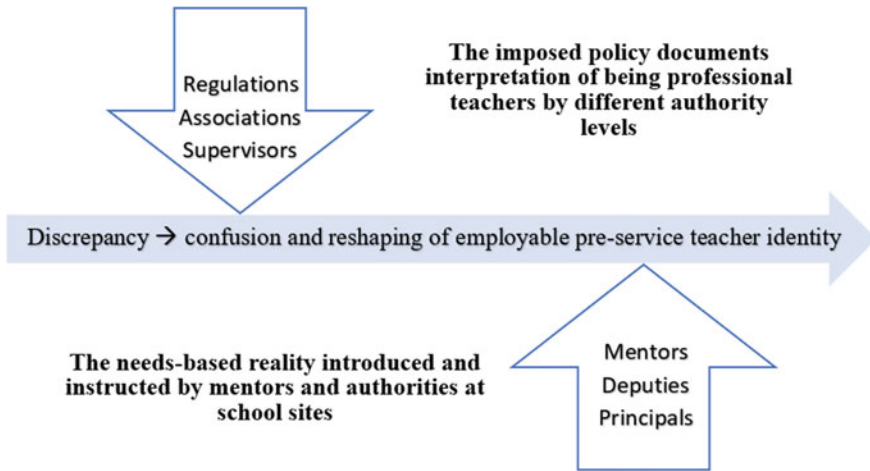 Regulations
Associations
Supervisors
The imposed policy documents
interpretation of being professional
teachers by different authority
levels
Discrepancy → confusion and reshaping of employable pre-service teacher identity
The needs-based reality introduced and
instructed by mentors and authorities at
school sites
Mentors
Deputies
Principals